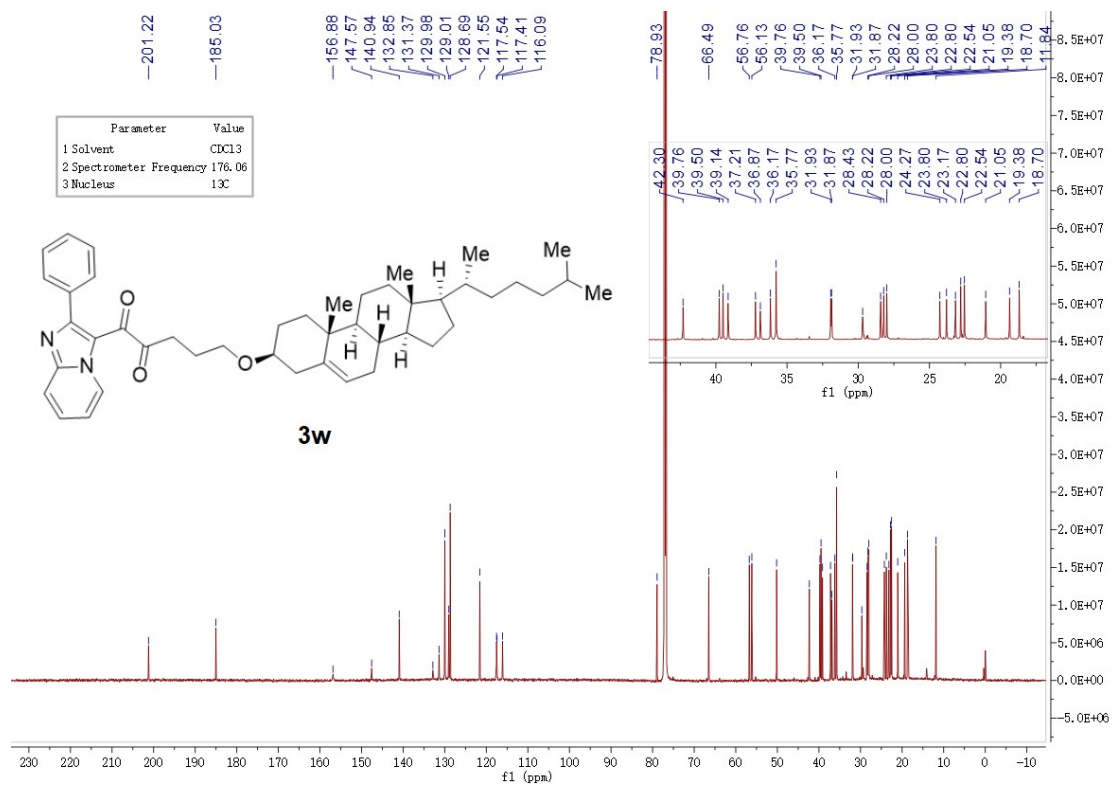 201.22
185.03
156.88
147.57
140.94
132.85
131.37
129.98
129.01
128.69
121.55
117.54
117.41
116.09
78.93
66.49
56.76
56.13
39.76
39.50
36.17
35.77
31.93
31.87
28.22
28.00
23.80
22.80
22.54
21.05
19.38
18.70
11.84
Parameter Value
1 Solvent CDCl3
2 Spectrometer Frequency 176.06
3 Nucleus 13C
42.30
39.76
39.50
39.14
37.21
36.87
36.17
35.77
31.93
31.87
28.43
28.22
28.00
24.27
23.80
23.17
22.80
22.54
21.05
19.38
18.70
40 35 30 25 20
f1 (ppm)
Me
Me
Me
Me
Me
H
H
H
H
O
O
O
N
N
3w
8.5E+07
8.0E+07
7.5E+07
7.0E+07
6.5E+07
6.0E+07
5.5E+07
5.0E+07
4.5E+07
4.0E+07
3.5E+07
3.0E+07
2.5E+07
2.0E+07
1.5E+07
1.0E+07
5.0E+06
0.0E+00
-5.0E+06
230 220 210 200 190 180 170 160 150 140 130 120 110 100 90 80 70 60 50 40 30 20 10 0 -10
f1 (ppm)